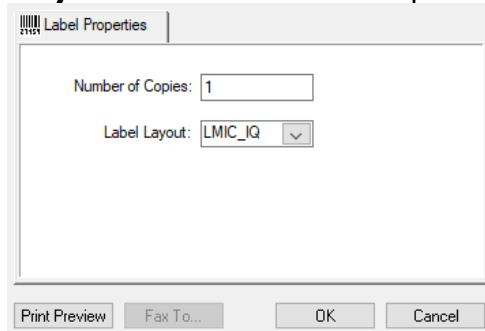 Label Properties
Number of Copies: 1
Label Layout: LMIC_IQ
Print Preview Fax To... OK Cancel